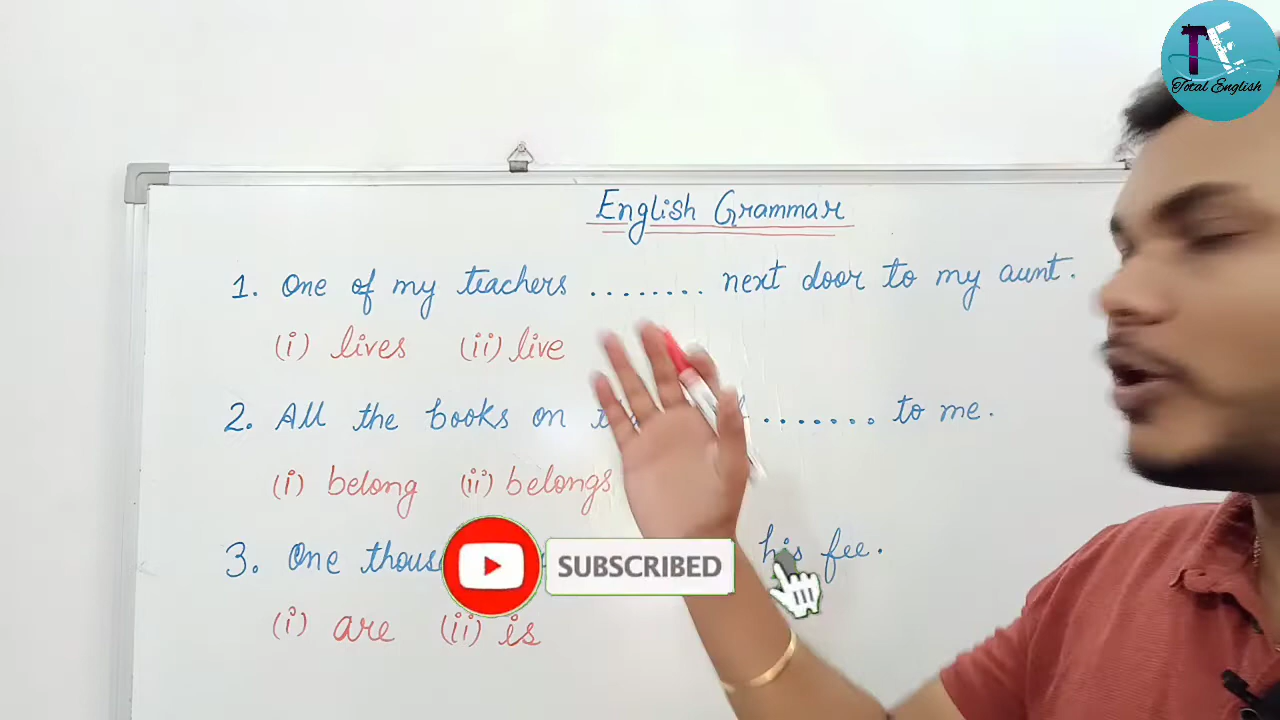 TE
Total English
English Grammar
1. One of my teachers ........ next door to my aunt.
(i) lives (ii) live
2. All the books on ....... to me.
(i) belong (ii) belongs
3. One his fee.
SUBSCRIBED
(i) are (ii) is